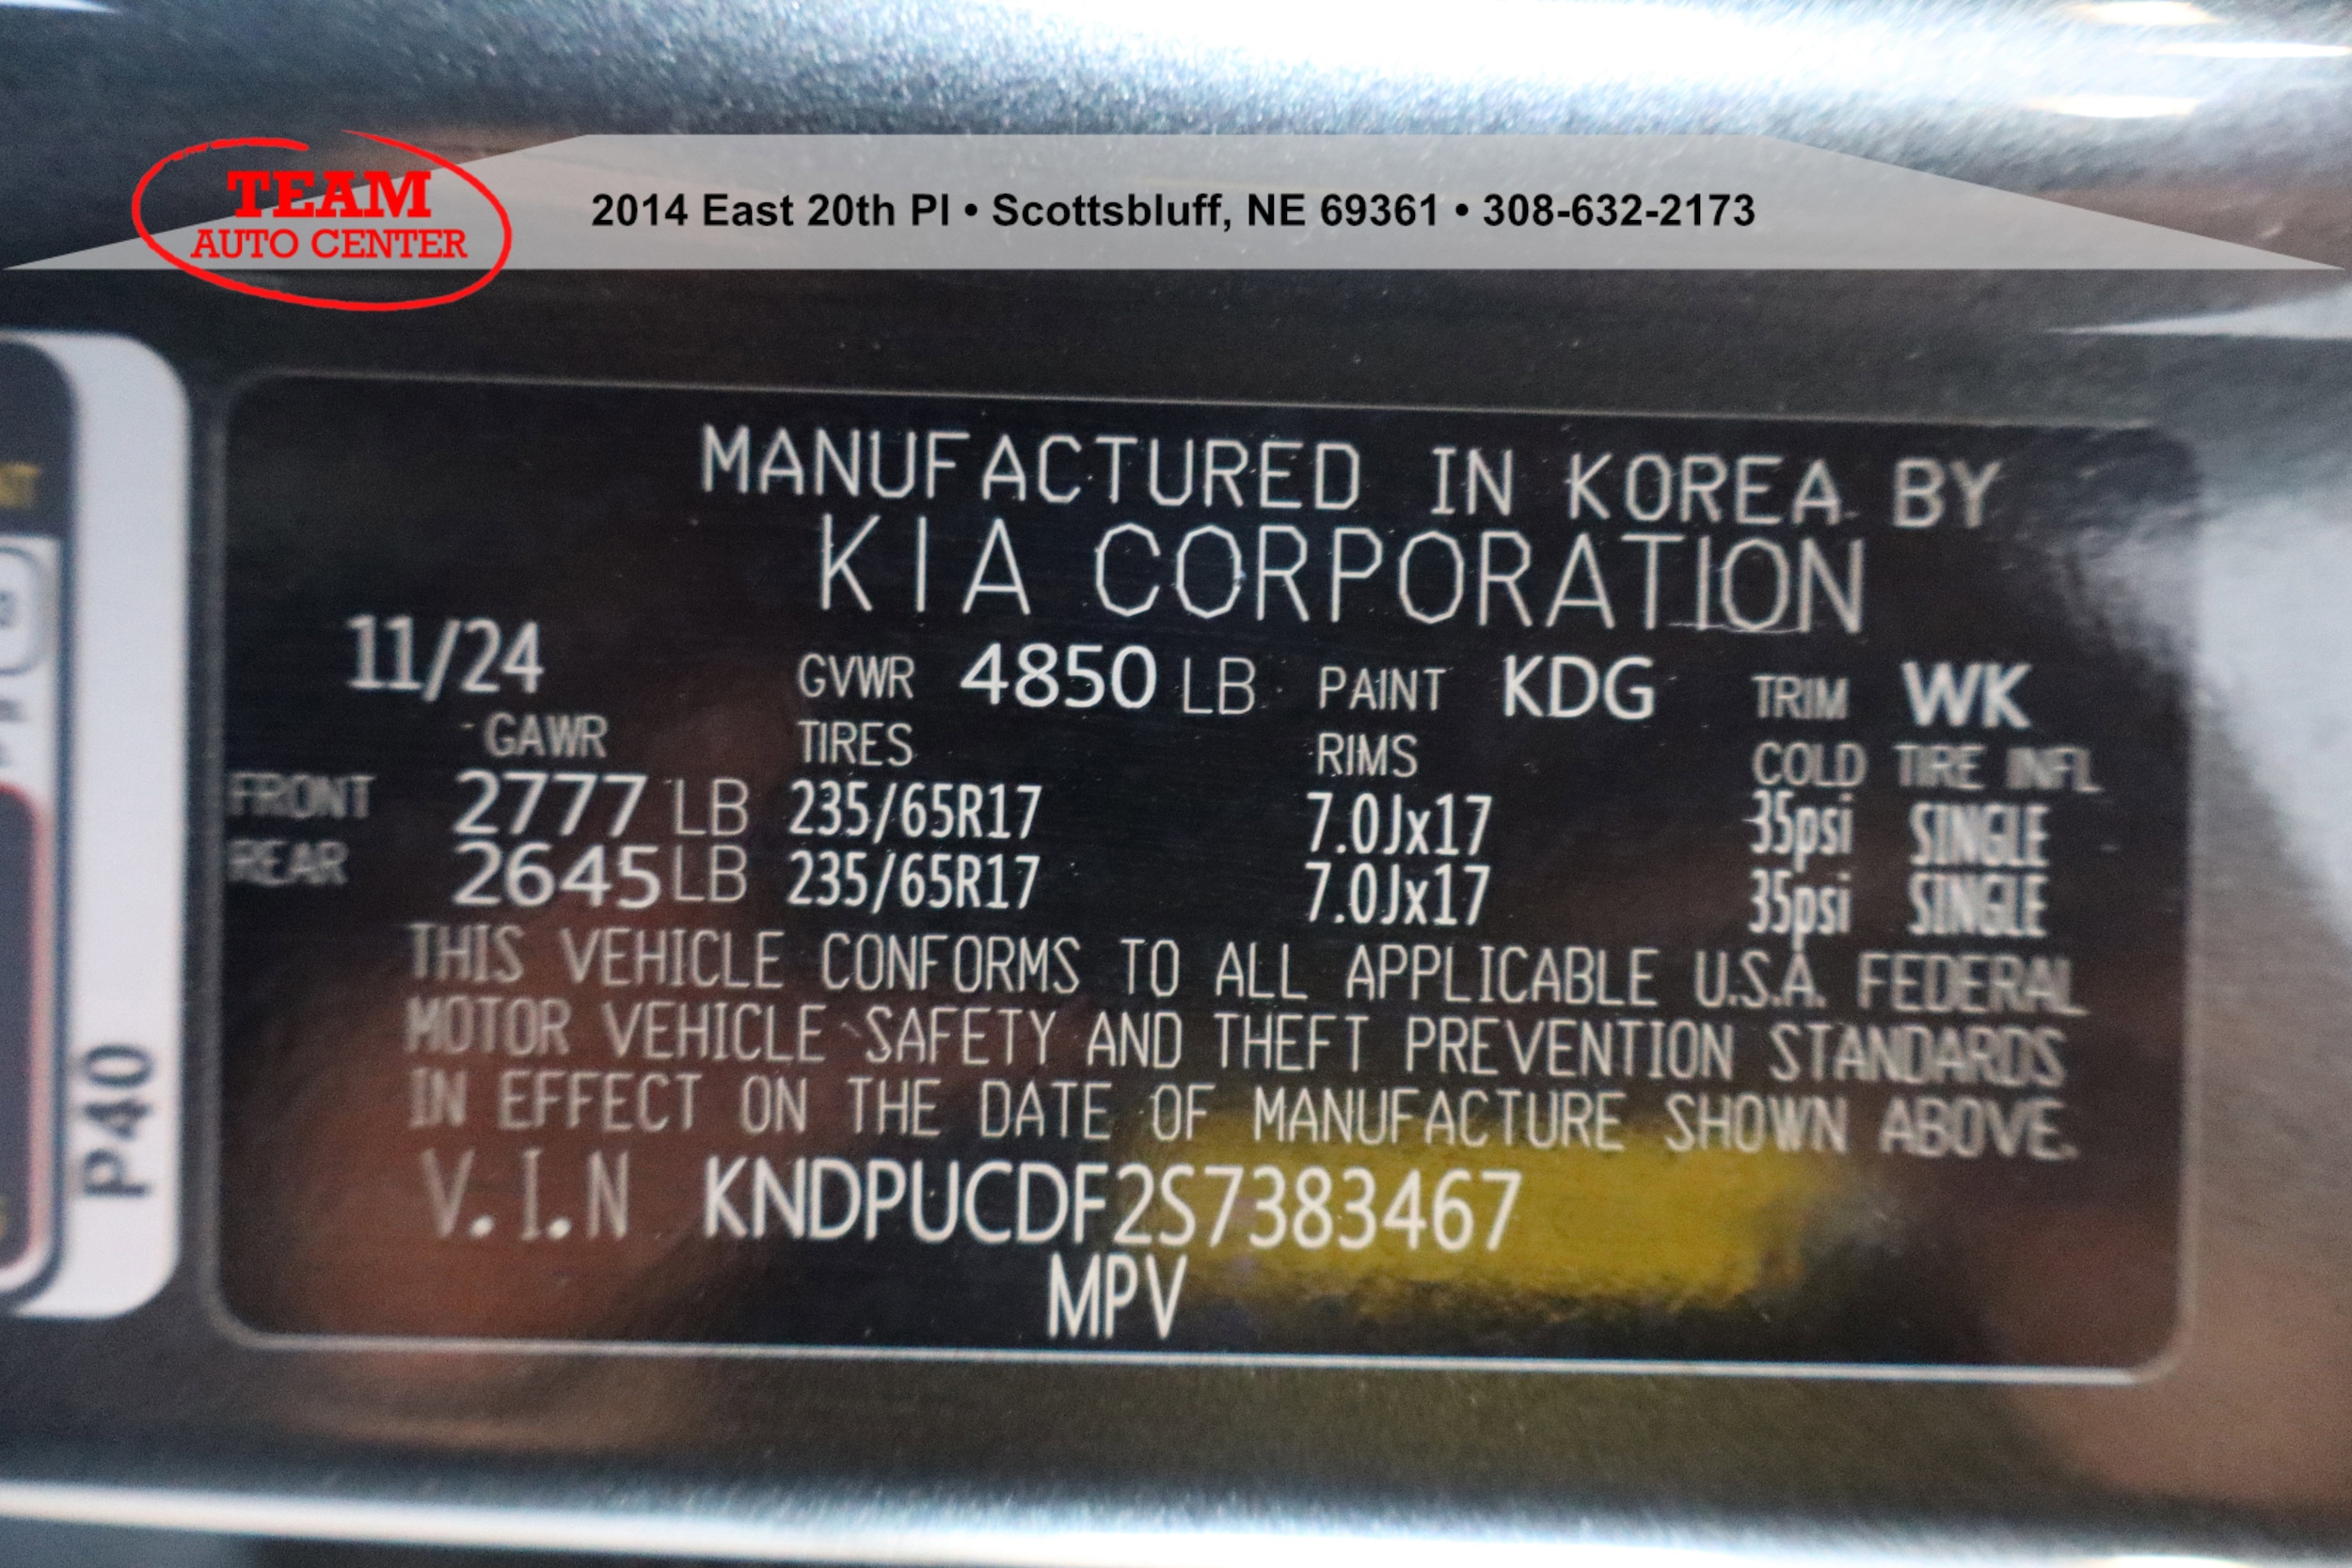 TEAM
AUTO CENTER
2014 East 20th Pl • Scottsbluff, NE 69361 • 308-632-2173
MANUFACTURED IN KOREA BY
KIA CORPORATION
11/24 GVWR 4850 LB PAINT KDG TRIM WK
GAWR TIRES RIMS COLD TIRE INFL
FRONT 2777 LB 235/65R17 7.0Jx17 35psi SINGLE
REAR 2645 LB 235/65R17 7.0Jx17 35psi SINGLE
THIS VEHICLE CONFORMS TO ALL APPLICABLE U.S.A. FEDERAL
MOTOR VEHICLE SAFETY AND THEFT PREVENTION STANDARDS
IN EFFECT ON THE DATE OF MANUFACTURE SHOWN ABOVE.
V.I.N KNDPUCDF2S7383467
MPV
P40